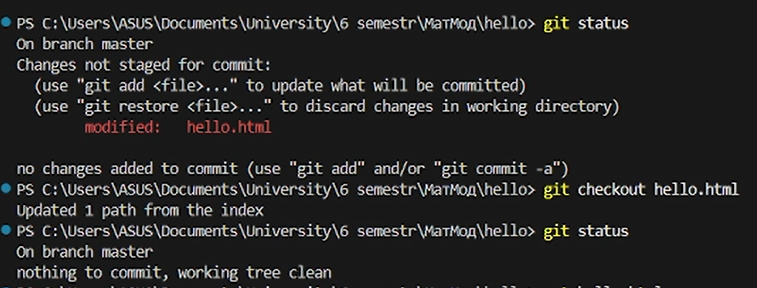 PS C:\Users\ASUS\Documents\University\6 semestr\МатМод\hello> git status
On branch master
Changes not staged for commit:
  (use "git add <file>..." to update what will be committed)
  (use "git restore <file>..." to discard changes in working directory)
        modified:   hello.html

no changes added to commit (use "git add" and/or "git commit -a")
PS C:\Users\ASUS\Documents\University\6 semestr\МатМод\hello> git checkout hello.html
Updated 1 path from the index
PS C:\Users\ASUS\Documents\University\6 semestr\МатМод\hello> git status
On branch master
nothing to commit, working tree clean